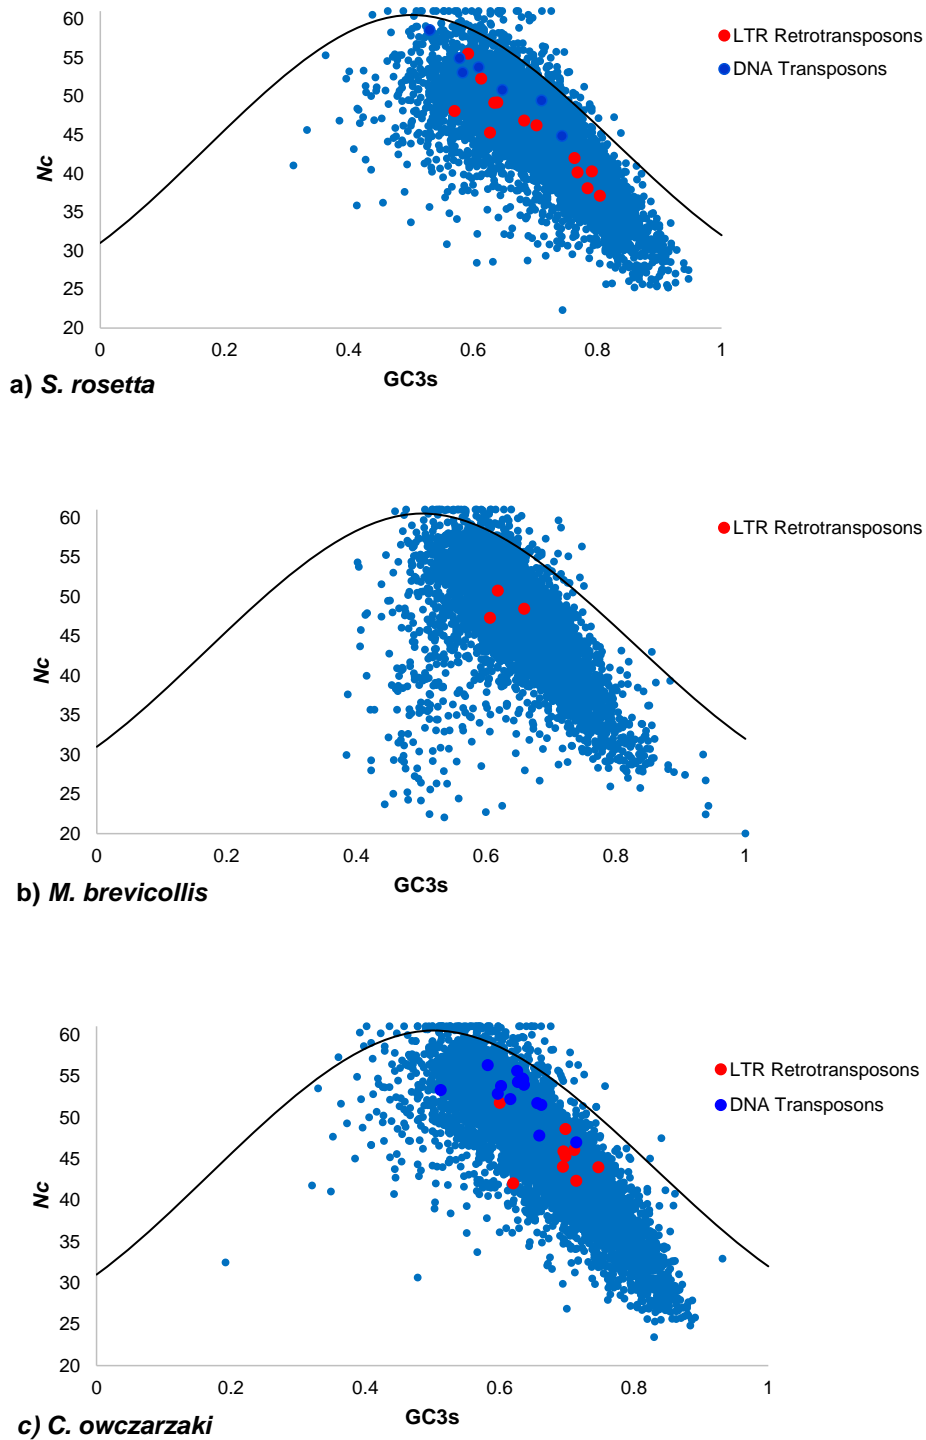 60
55
50
45
40
35
30
25
20
Nc
0 0.2 0.4 0.6 0.8 1
GC3s
LTR Retrotransposons
DNA Transposons
a) S. rosetta
60
55
50
45
40
35
30
25
20
Nc
0 0.2 0.4 0.6 0.8 1
GC3s
LTR Retrotransposons
b) M. brevicollis
60
55
50
45
40
35
30
25
20
Nc
0 0.2 0.4 0.6 0.8 1
GC3s
LTR Retrotransposons
DNA Transposons
c) C. owczarzaki